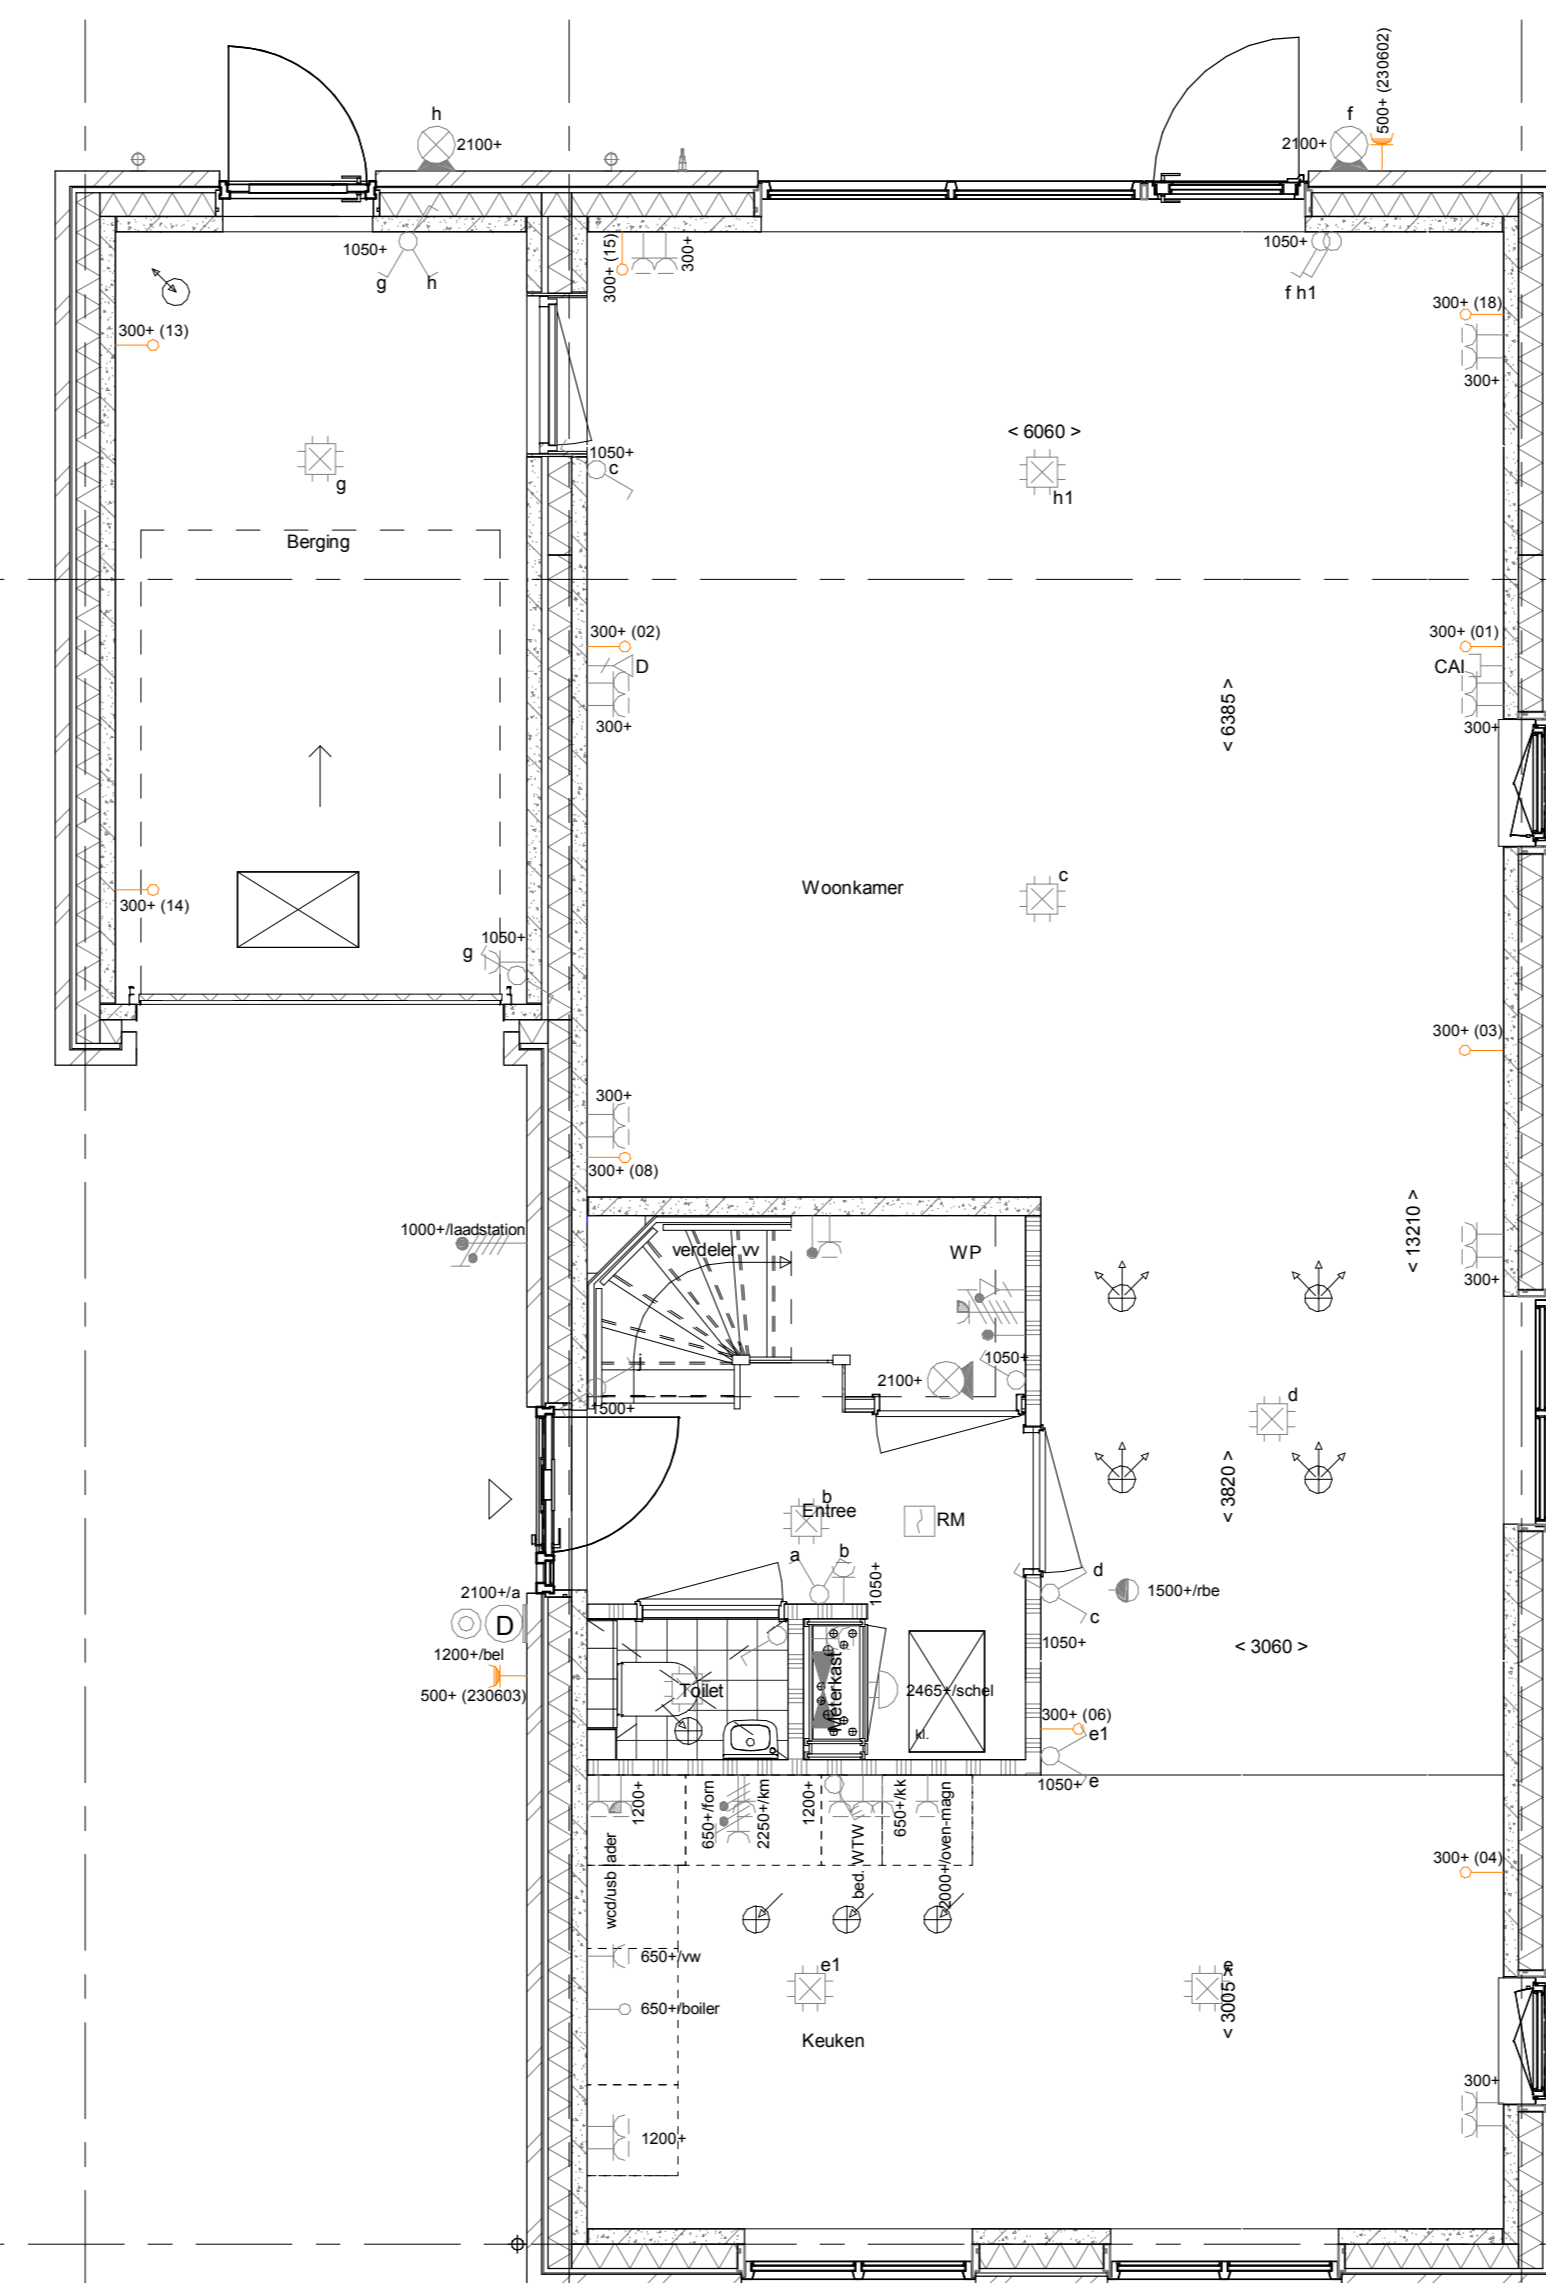 500+ (230602)
h
2100+
f
2100+
1050+
g
h
300+ (15)
300+
1050+
f h1
300+ (13)
300+ (18)
300+
< 6060 >
1050+
c
g
h1
Berging
300+ (02)
D
300+
300+ (01)
CAI
300+
< 6385 >
c
Woonkamer
300+ (14)
1050+
g
300+ (03)
300+
300+ (08)
1000+/laadstation
verdeler vv
WP
< 13210 >
300+
j
1500+
2100+
1050+
d
< 3820 >
b
Entree
RM
a
b
1050+
d
c
1500+/rbe
1050+
2100+/a
D
1200+/bel
500+ (230603)
< 3060 >
Toilet
Meterkast
2465+/schel
kl.
300+ (06)
e1
1050+
e
1200+
650+/forn
2250+/km
1200+
650+/kk
2000+/oven-magn
wcd/usb lader
bed. WTW
300+ (04)
650+/vw
650+/boiler
e1
e
< 3005 >
Keuken
300+
1200+